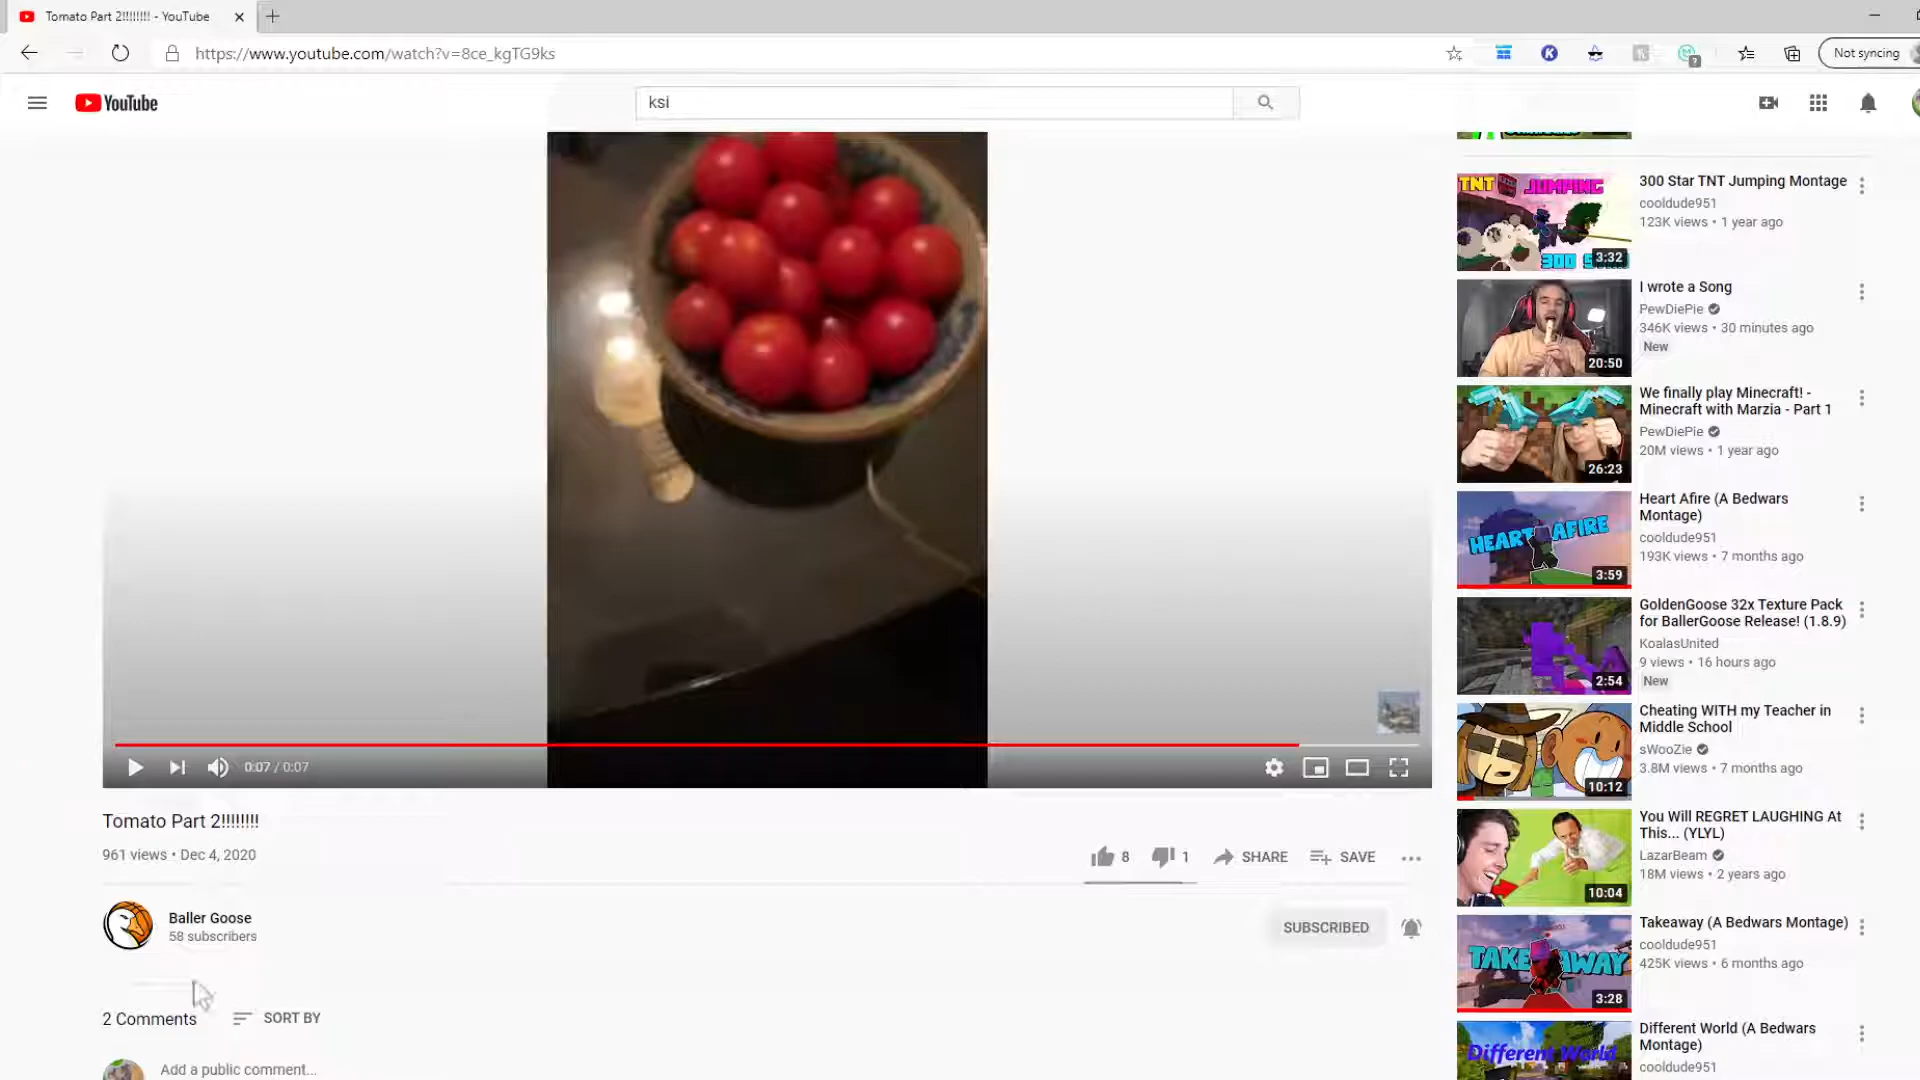 Tomato Part 2!!!!!!!! - YouTube
https://www.youtube.com/watch?v=8ce_kgTG9ks
Not syncing
YouTube
ksi
0:07 / 0:07
Tomato Part 2!!!!!!!!
961 views • Dec 4, 2020
8
1
SHARE
SAVE
Baller Goose
58 subscribers
SUBSCRIBED
2 Comments
SORT BY
Add a public comment...
TNT JUMPING
3:32
300 Star TNT Jumping Montage
cooldude951
123K views • 1 year ago
20:50
I wrote a Song
PewDiePie
346K views • 30 minutes ago
New
26:23
We finally play Minecraft! -
Minecraft with Marzia - Part 1
PewDiePie
20M views • 1 year ago
HEART AFIRE
3:59
Heart Afire (A Bedwars
Montage)
cooldude951
193K views • 7 months ago
2:54
GoldenGoose 32x Texture Pack
for BallerGoose Release! (1.8.9)
KoalasUnited
9 views • 16 hours ago
New
10:12
Cheating WITH my Teacher in
Middle School
sWooZie
3.8M views • 7 months ago
10:04
You Will REGRET LAUGHING At
This... (YLYL)
LazarBeam
18M views • 2 years ago
TAKEAWAY
3:28
Takeaway (A Bedwars Montage)
cooldude951
425K views • 6 months ago
Different World
Different World (A Bedwars
Montage)
cooldude951